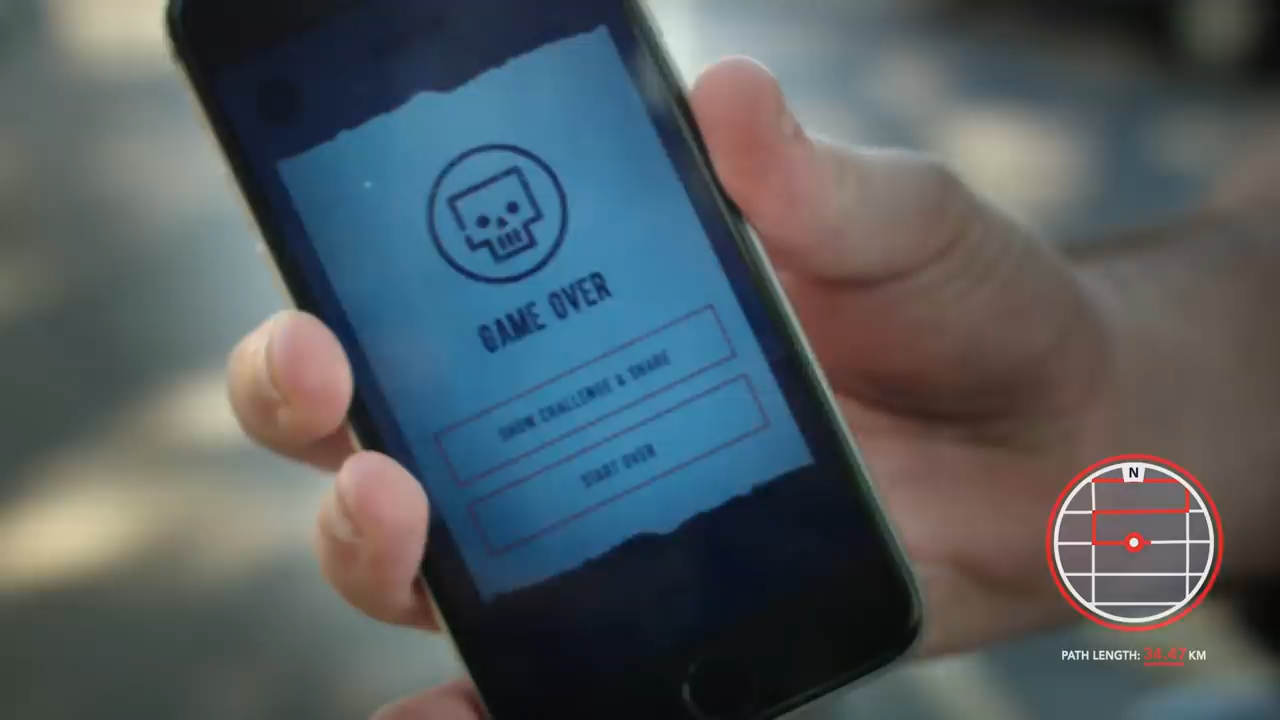 GAME OVER
SHOW CHALLENGE & SHARE
START OVER
N
PATH LENGTH: 34.47 KM